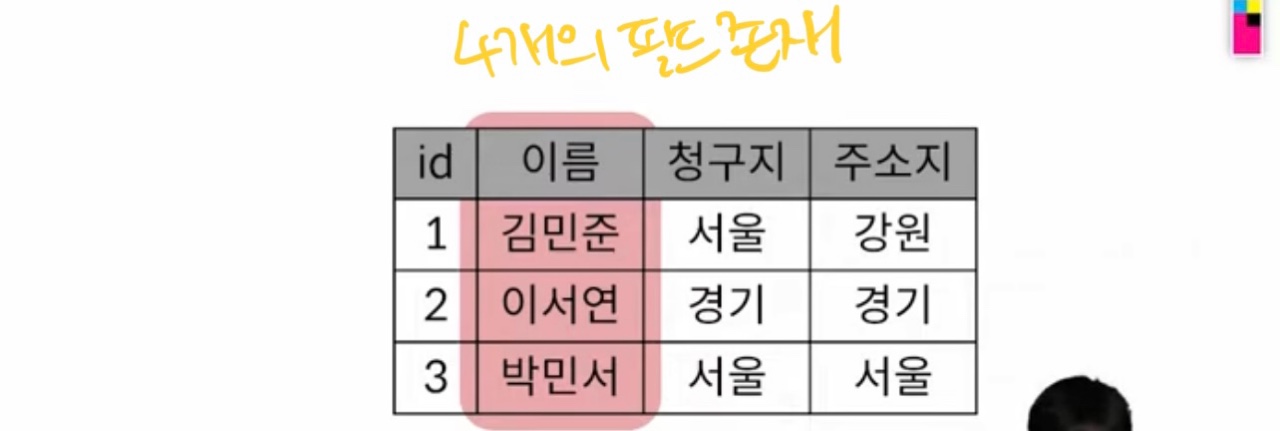 4개의 필드 존재
id 이름 청구지 주소지
1 김민준 서울 강원
2 이서연 경기 경기
3 박민서 서울 서울